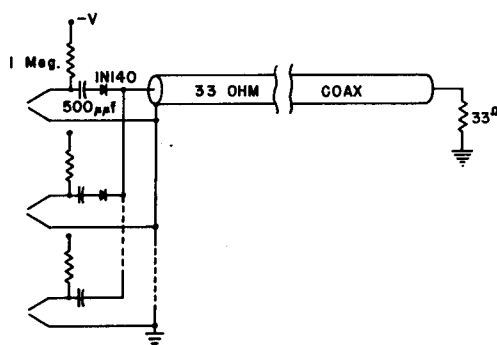 -V
1 Meg.
1N140
500μμf
33 OHM COAX
33Ω